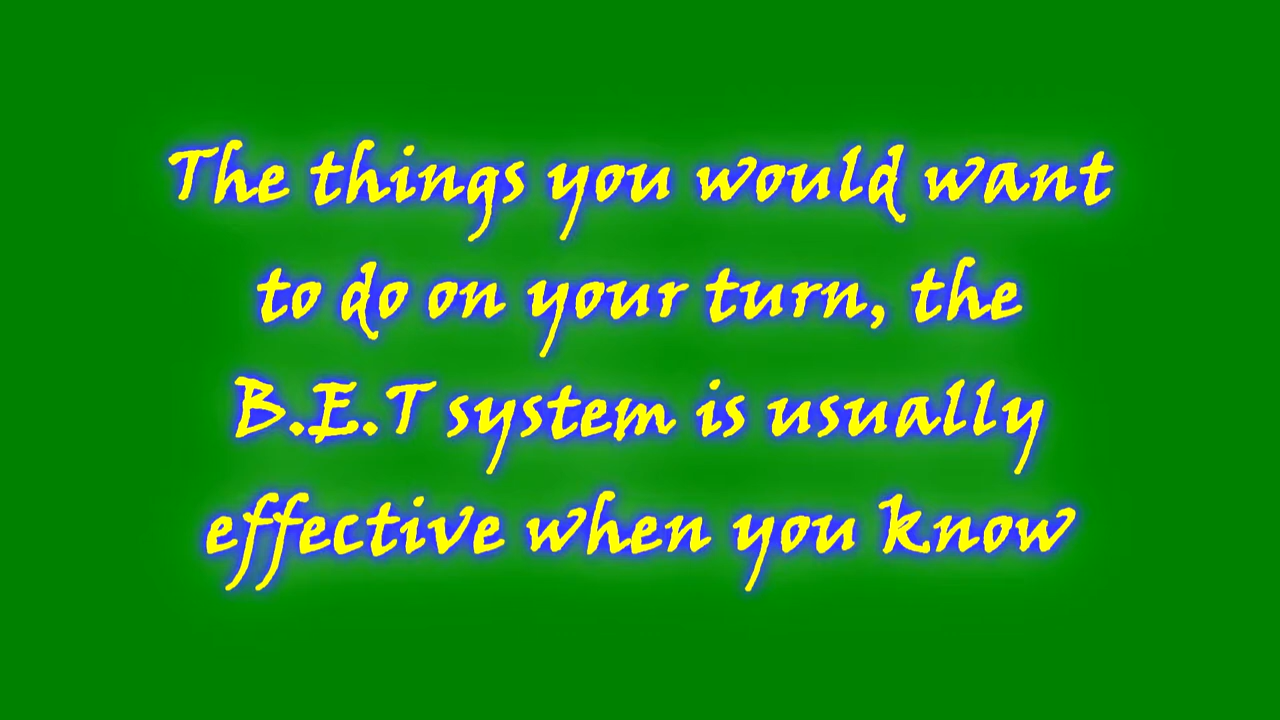 The things you would want
to do on your turn, the
B.E.T system is usually
effective when you know